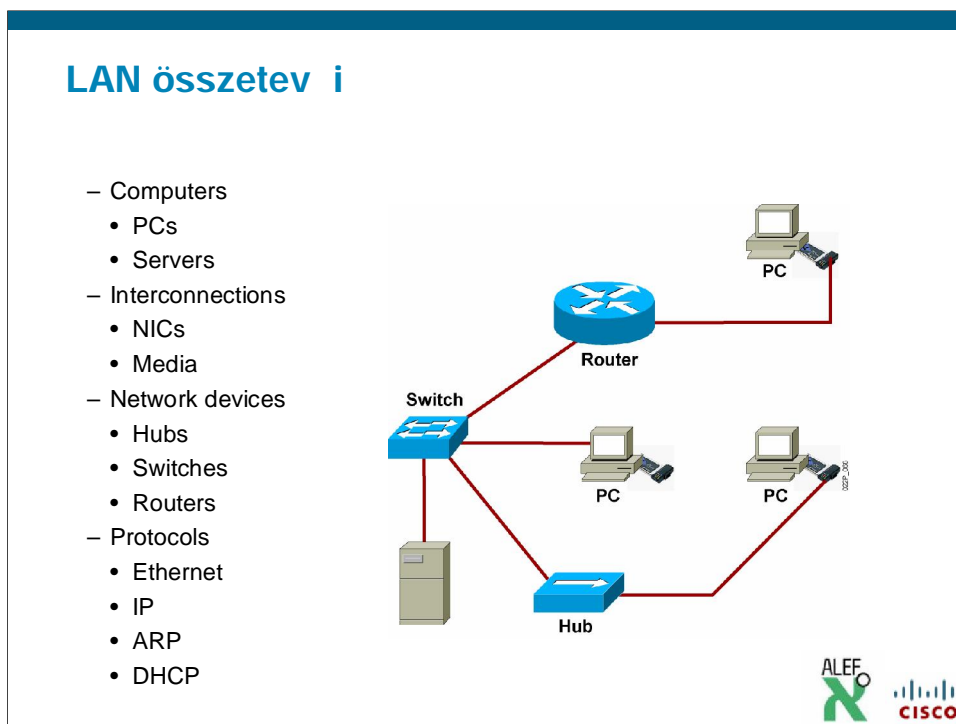 LAN összetev i
– Computers
• PCs
• Servers
– Interconnections
• NICs
• Media
– Network devices
• Hubs
• Switches
• Routers
– Protocols
• Ethernet
• IP
• ARP
• DHCP
PC
Router
Switch
PC
PC
Hub
ALEF
CISCO